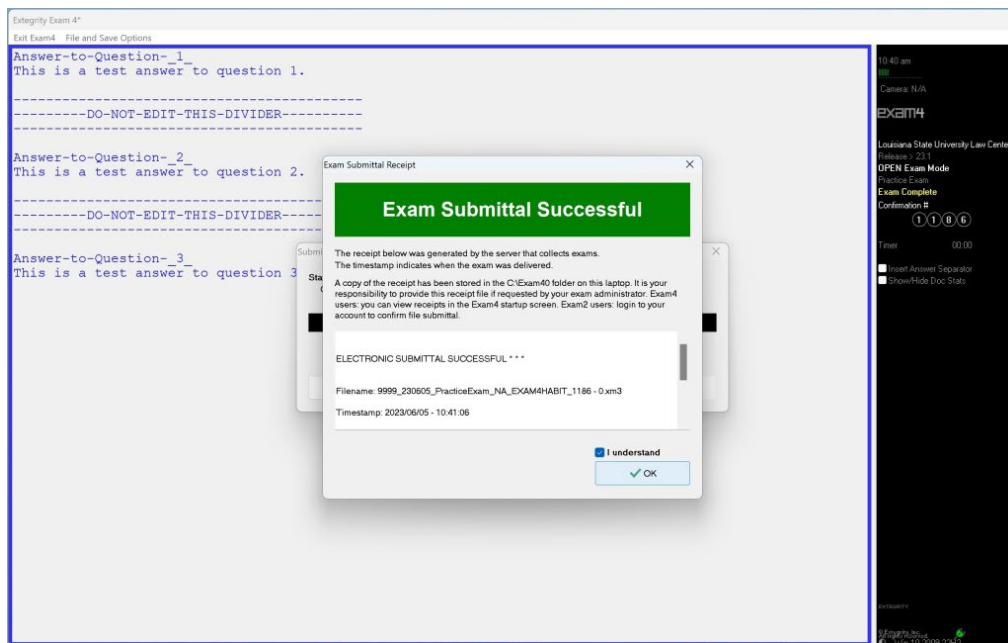 Extegrity Exam 4*
Exit Exam4 File and Save Options
Answer-to-Question-_1_
This is a test answer to question 1.
-------------------------------------------
---------DO-NOT-EDIT-THIS-DIVIDER----------
-------------------------------------------
Answer-to-Question-_2_
This is a test answer to question 2.
---------DO-NOT-EDIT-THIS-DIVIDER-----
Answer-to-Question-_3_
This is a test answer to question 3
Exam Submittal Receipt
Exam Submittal Successful
The receipt below was generated by the server that collects exams.
The timestamp indicates when the exam was delivered.
A copy of the receipt has been stored in the C:\Exam40 folder on this laptop. It is your
responsibility to provide this receipt file if requested by your exam administrator. Exam4
users: you can view receipts in the Exam4 startup screen. Exam2 users: login to your
account to confirm file submittal.
ELECTRONIC SUBMITTAL SUCCESSFUL * * *
Filename: 9999_230605_PracticeExam_NA_EXAM4HABIT_1186 - 0.xm3
Timestamp: 2023/06/05 - 10:41:06
I understand
OK
10:40 am
Camera: N/A
exam4
Louisiana State University Law Cente
Release > 23.1
OPEN Exam Mode
Practice Exam
Exam Complete
Confirmation #
1 1 8 6
Timer 00:00
Insert Answer Separator
Show/Hide Doc Stats
EXTEGRITY